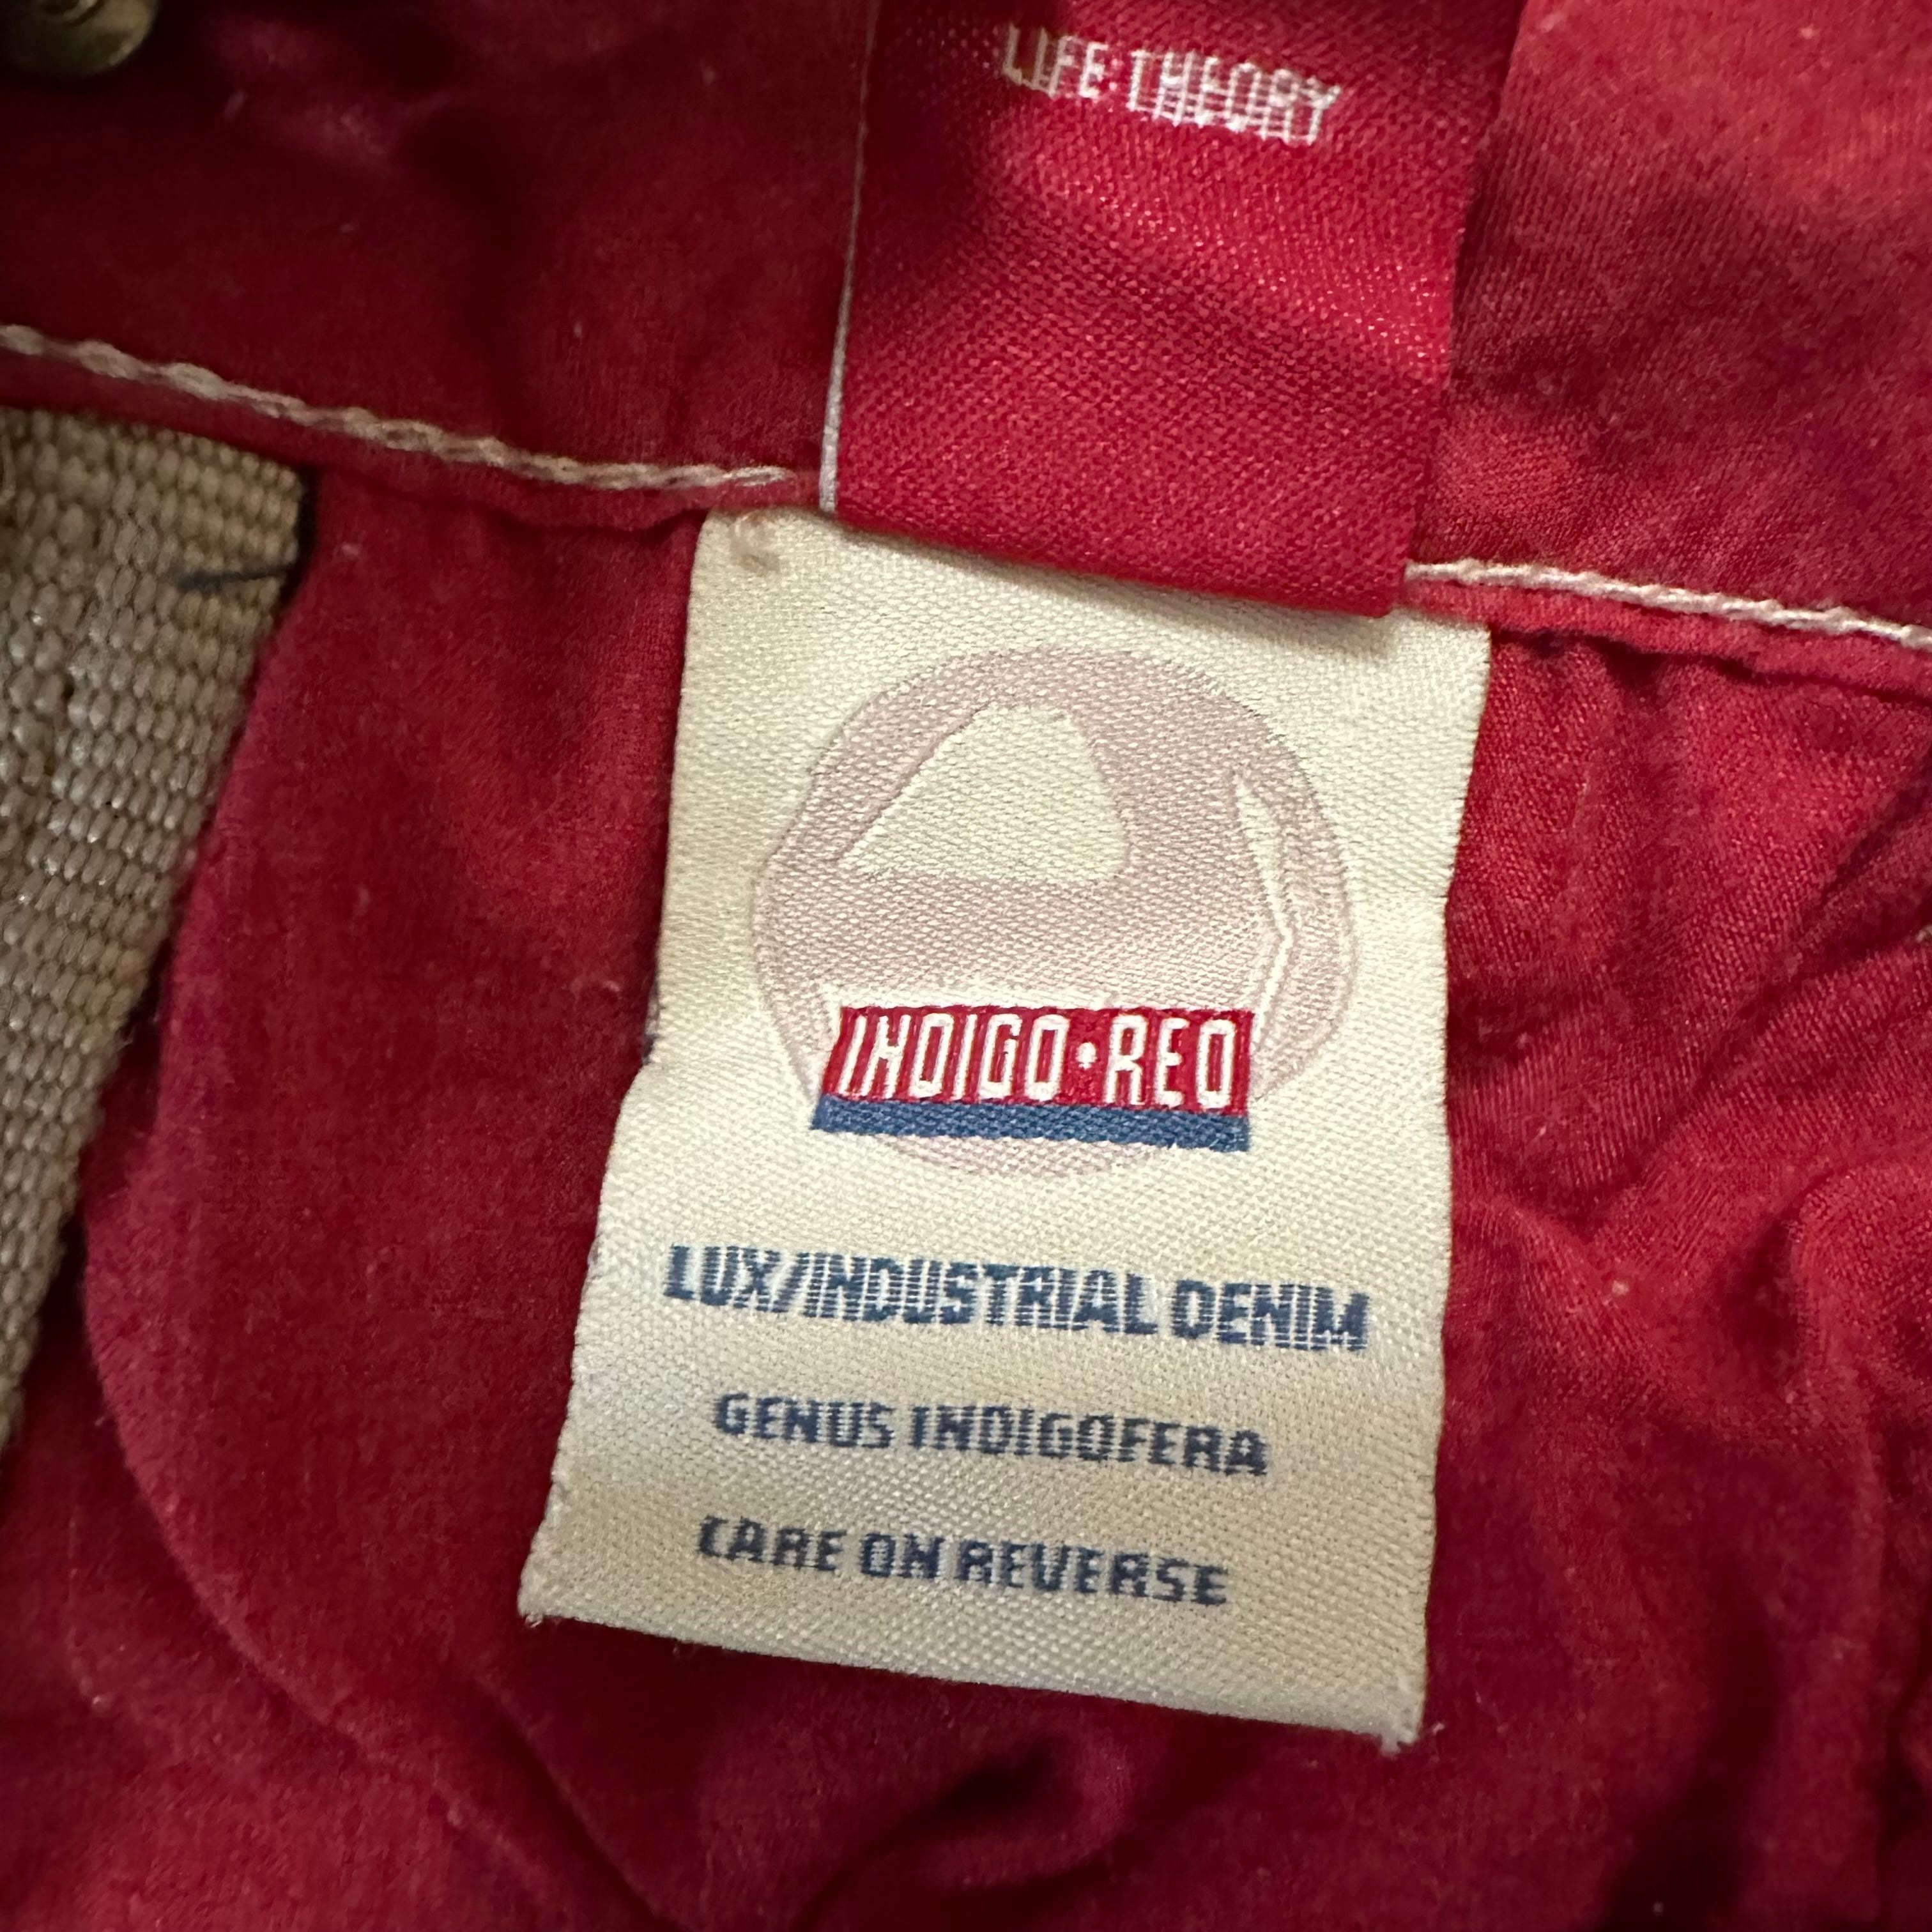 LIFE·THEORY
INDIGO·RED
LUX/INDUSTRIAL DENIM
GENUS INDIGOFERA
CARE ON REVERSE